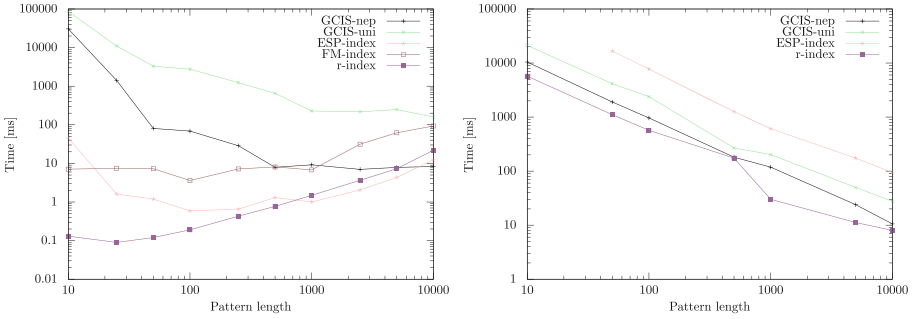 100000
10000
1000
100
10
1
0.1
0.01
Time [ms]
10
100
1000
10000
Pattern length
GCIS-nep
GCIS-uni
ESP-index
FM-index
r-index
100000
10000
1000
100
10
1
Time [ms]
10
100
1000
10000
Pattern length
GCIS-nep
GCIS-uni
ESP-index
r-index